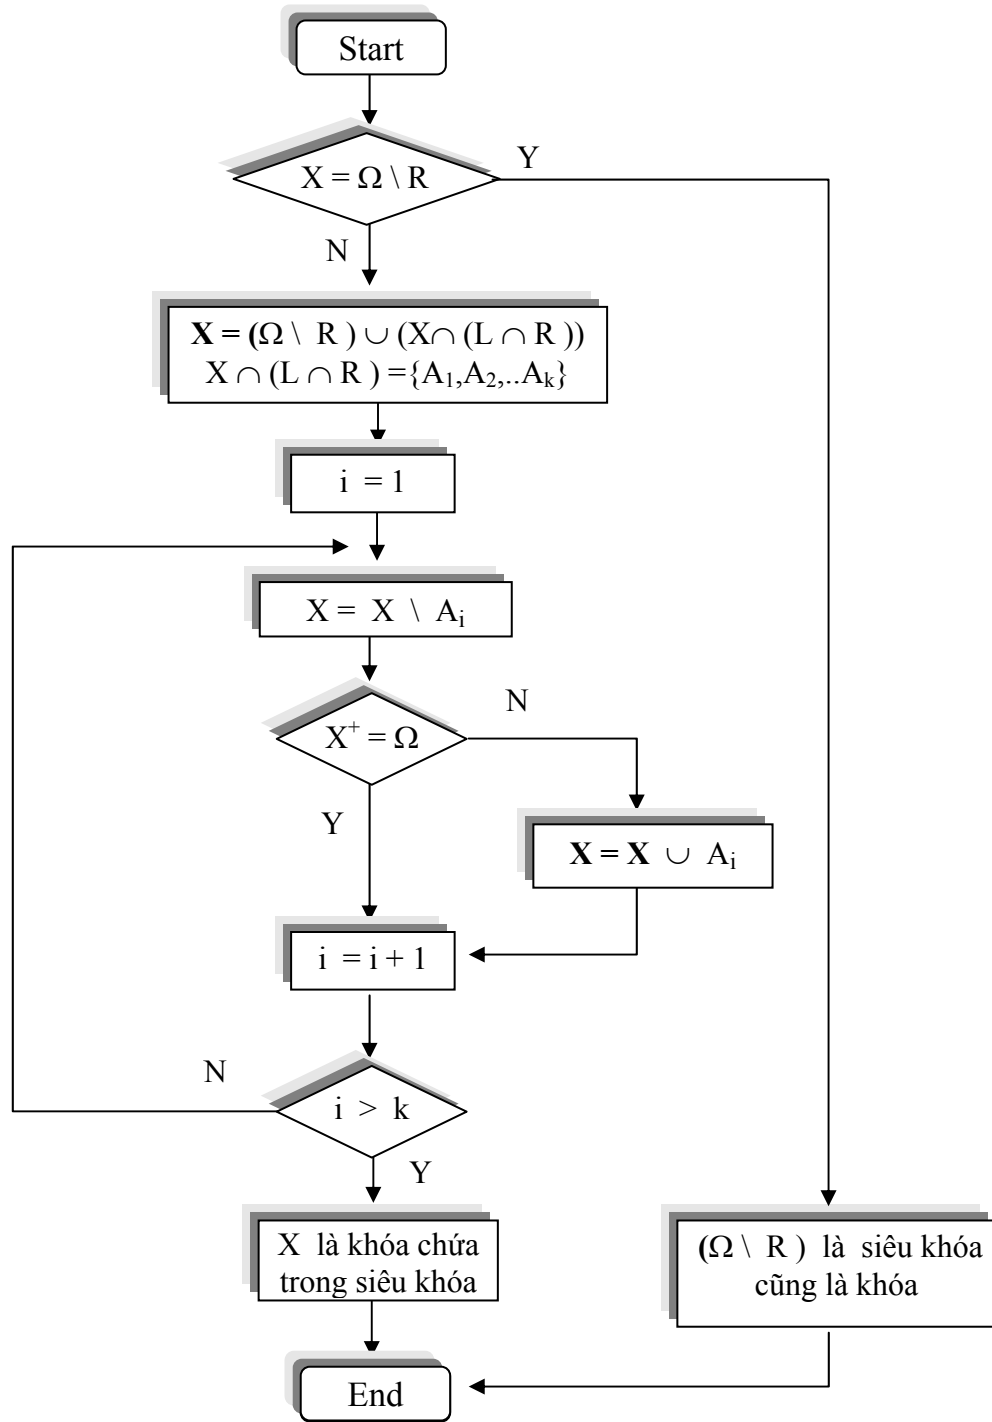 Start
X = Ω \ R
Y
N
X = (Ω \ R ) ∪ (X∩ (L ∩ R ))
X ∩ (L ∩ R ) ={A₁,A₂,..Aₖ}
i = 1
X = X \ Aᵢ
X⁺ = Ω
N
Y
X = X ∪ Aᵢ
i = i + 1
N
i > k
Y
X là khóa chứa
trong siêu khóa
(Ω \ R ) là siêu khóa
cũng là khóa
End